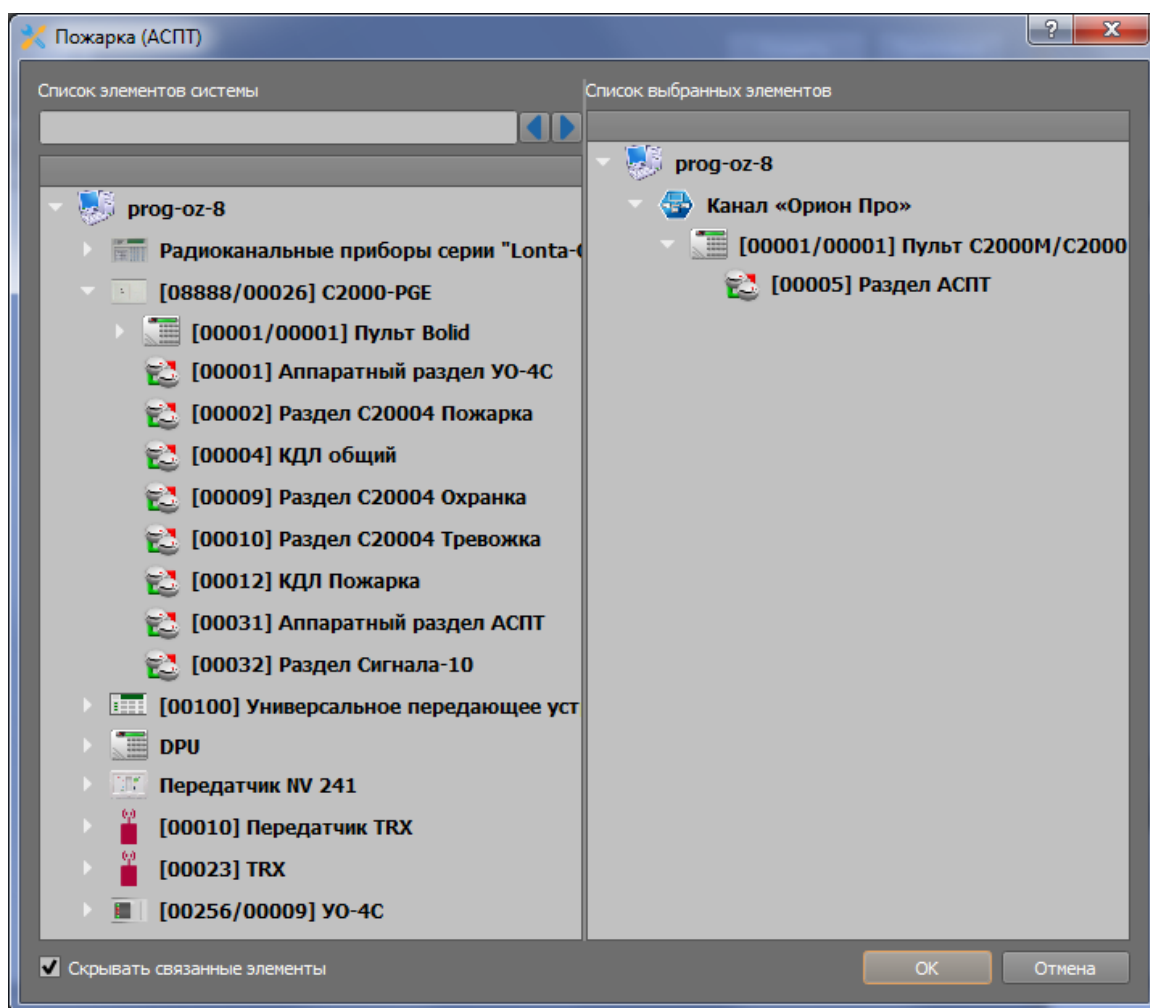 Пожарка (АСПТ)
?
Список элементов системы
prog-oz-8
Радиоканальные приборы серии "Lonta-
[08888/00026] С2000-PGE
[00001/00001] Пульт Bolid
[00001] Аппаратный раздел УО-4С
[00002] Раздел С20004 Пожарка
[00004] КДЛ общий
[00009] Раздел С20004 Охранка
[00010] Раздел С20004 Тревожка
[00012] КДЛ Пожарка
[00031] Аппаратный раздел АСПТ
[00032] Раздел Сигнала-10
[00100] Универсальное передающее уст
DPU
Передатчик NV 241
[00010] Передатчик TRX
[00023] TRX
[00256/00009] УО-4С
Список выбранных элементов
prog-oz-8
Канал «Орион Про»
[00001/00001] Пульт С2000М/С2000
[00005] Раздел АСПТ
Скрывать связанные элементы
OK
Отмена